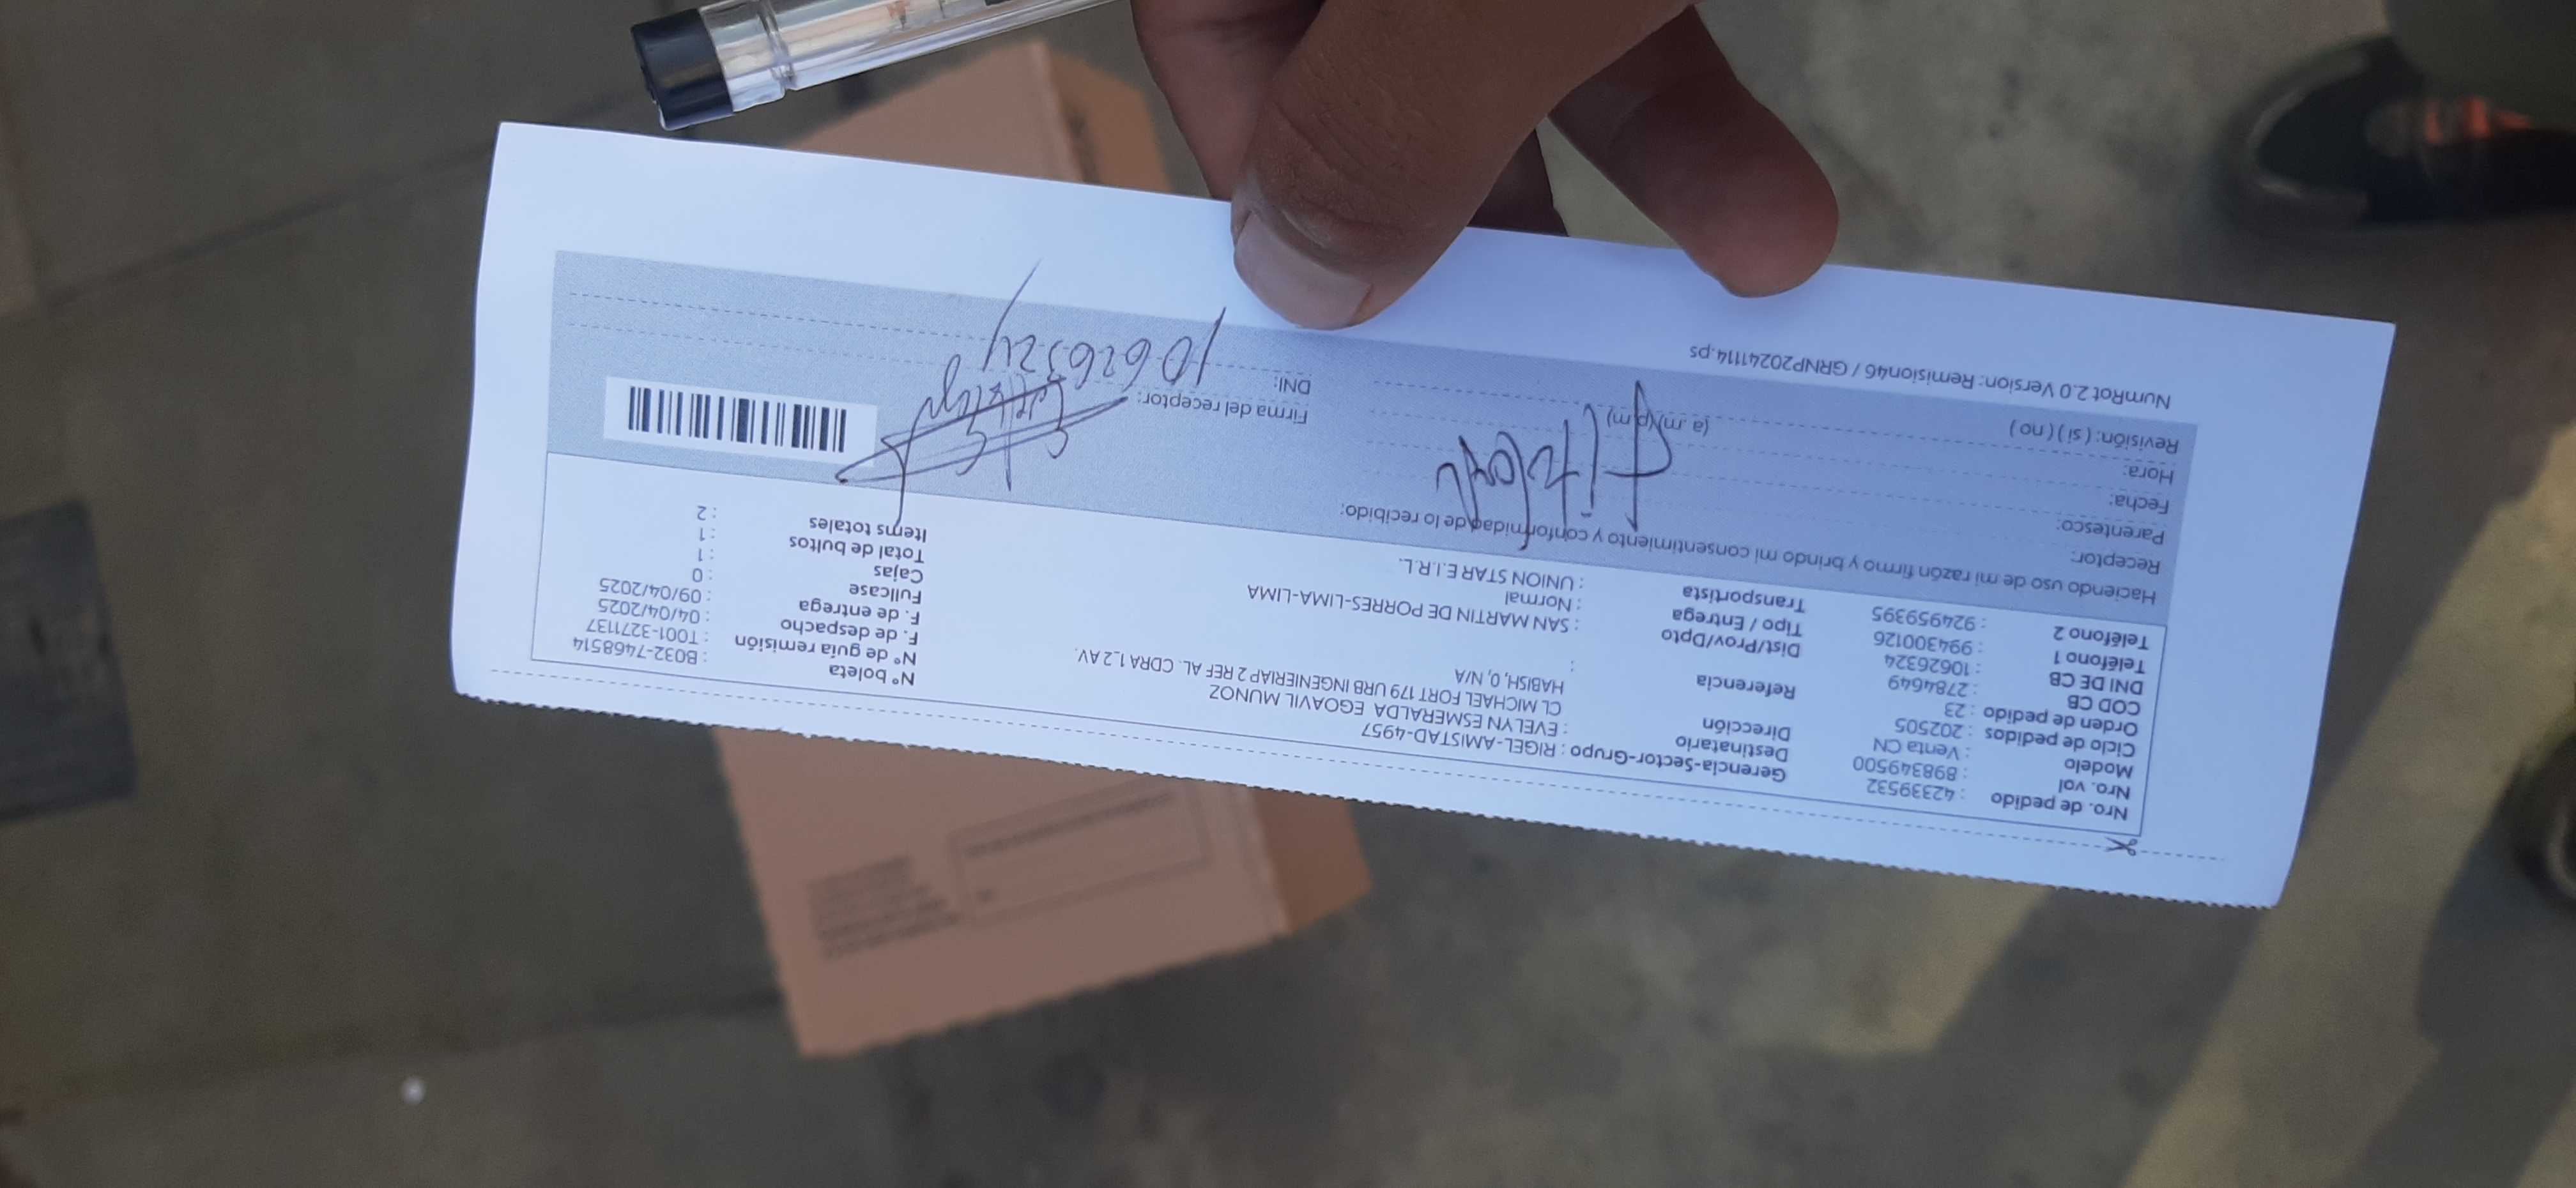 Nro. de pedido : 42339532
Nro. vol : 898349500
Modelo : Venta CN
Ciclo de pedidos : 202505
Orden de pedido : 23
COD CB : 2784649
DNI DE CB : 10626324
Teléfono 1 : 994300126
Teléfono 2 : 924959395
Gerencia-Sector-Grupo : RIGEL-AMISTAD-4957
Destinatario : EVELYN ESMERALDA EGOAVIL MUNOZ
Dirección CL MICHAEL FORT 179 URB INGENIERIAP 2 REF AL. CDRA 1_2 AV.
HABISH, 0, N/A
Referencia :
Dist/Prov/Dpto : SAN MARTIN DE PORRES-LIMA-LIMA
Tipo / Entrega : Normal
Transportista : UNION STAR E.I.R.L.
N° boleta : B032-7468514
N° de guía remisión : T001-3271137
F. de despacho : 04/04/2025
F. de entrega : 09/04/2025
Fullcase : 0
Cajas : 1
Total de bultos : 1
Items totales : 2
Haciendo uso de mi razón firmo y brindo mi consentimiento y conformidad de lo recibido:
Receptor:
Parentesco:
Fecha:
Hora: (a .m) (p.m)
Revisión: ( si ) ( no )
Firma del receptor:
DNI: 10626324
NumRot 2.0 Version: Remision46 / GRNP20241114.ps